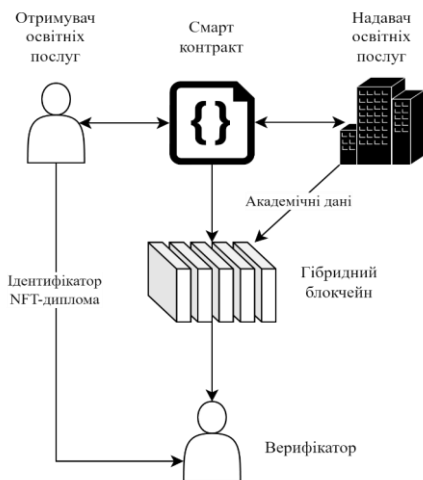 Отримувач
освітніх
послуг
Смарт
контракт
Надавач
освітніх
послуг
{ }
Академічні дані
Гібридний
блокчейн
Ідентифікатор
NFT-диплома
Верифікатор